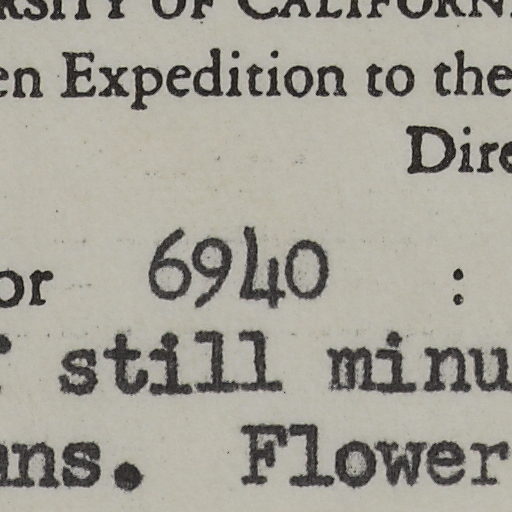 RSITY OF CALIFORN
en Expedition to the
Dire
or 6940 :
still minu
ns. Flower